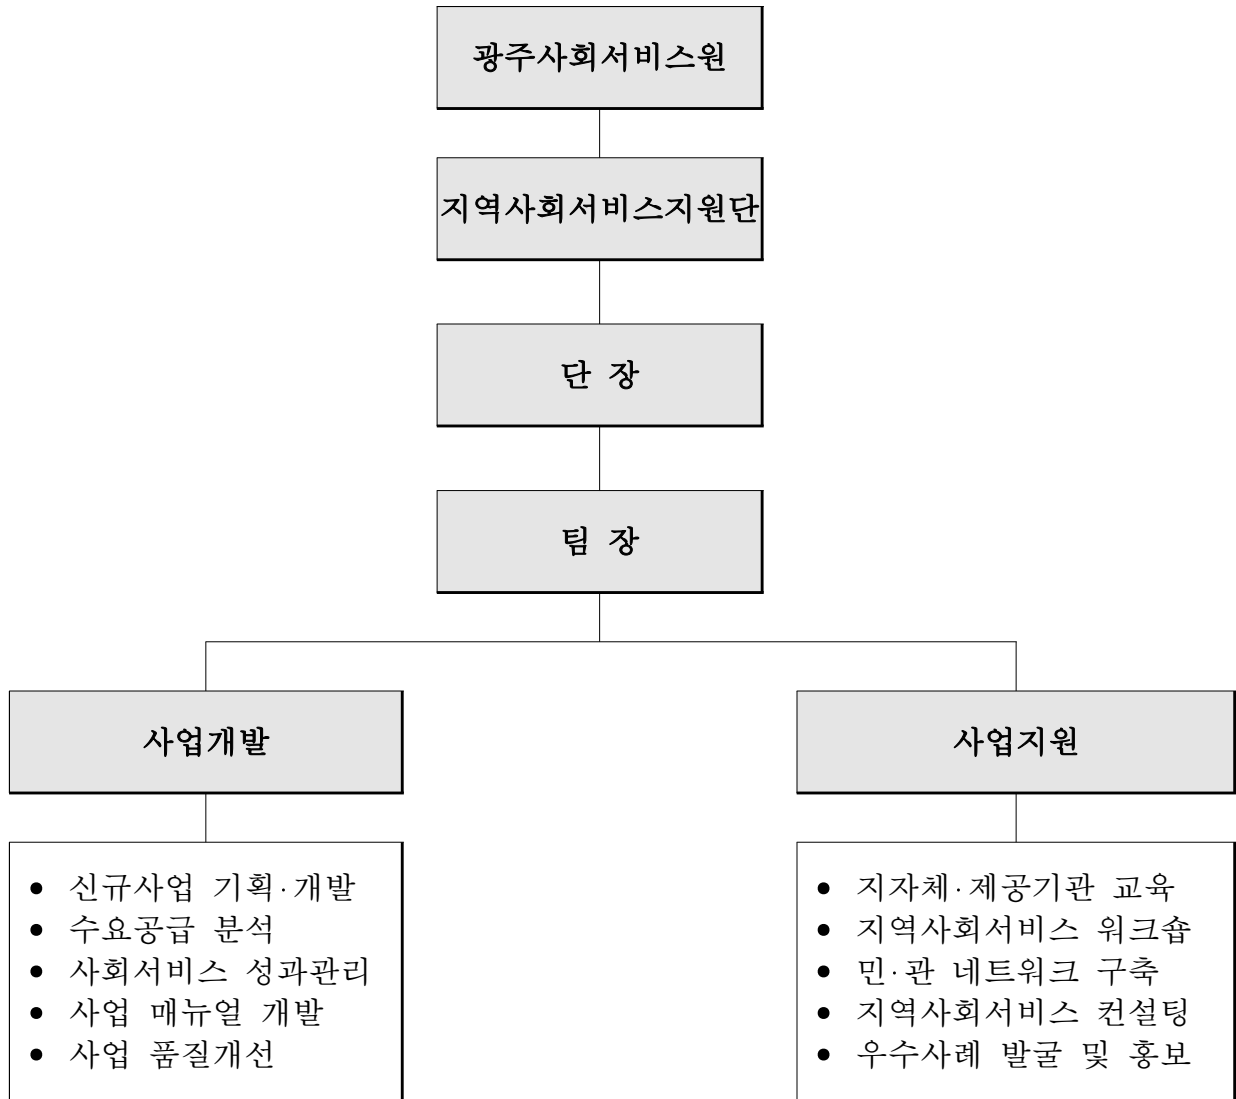 광주사회서비스원
지역사회서비스지원단
단 장
팀 장
사업개발
사업지원
• 신규사업 기획·개발
• 수요공급 분석
• 사회서비스 성과관리
• 사업 매뉴얼 개발
• 사업 품질개선
• 지자체·제공기관 교육
• 지역사회서비스 워크숍
• 민·관 네트워크 구축
• 지역사회서비스 컨설팅
• 우수사례 발굴 및 홍보